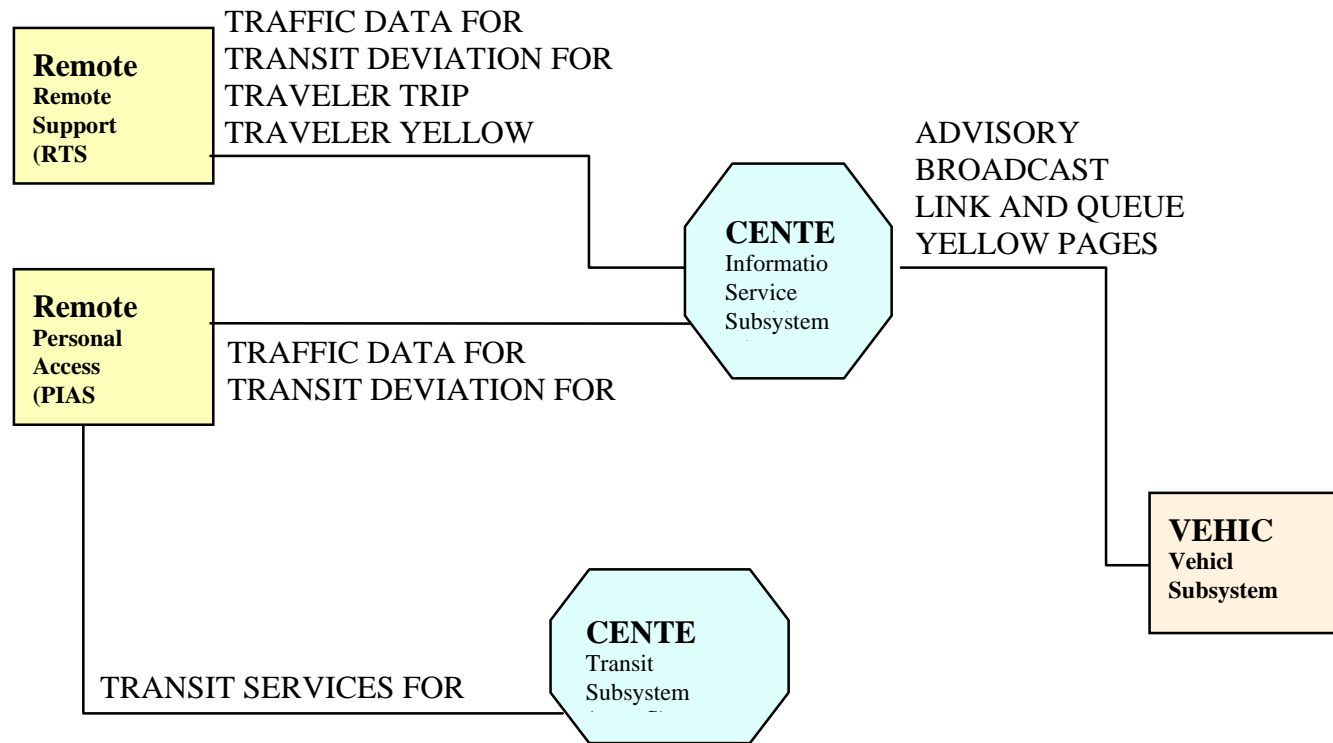 Remote
Remote
Support
(RTS
TRAFFIC DATA FOR
TRANSIT DEVIATION FOR
TRAVELER TRIP
TRAVELER YELLOW
ADVISORY
BROADCAST
LINK AND QUEUE
YELLOW PAGES
CENTE
Informatio
Service
Subsystem
Remote
Personal
Access
(PIAS
TRAFFIC DATA FOR
TRANSIT DEVIATION FOR
VEHIC
Vehicl
Subsystem
CENTE
Transit
Subsystem
TRANSIT SERVICES FOR